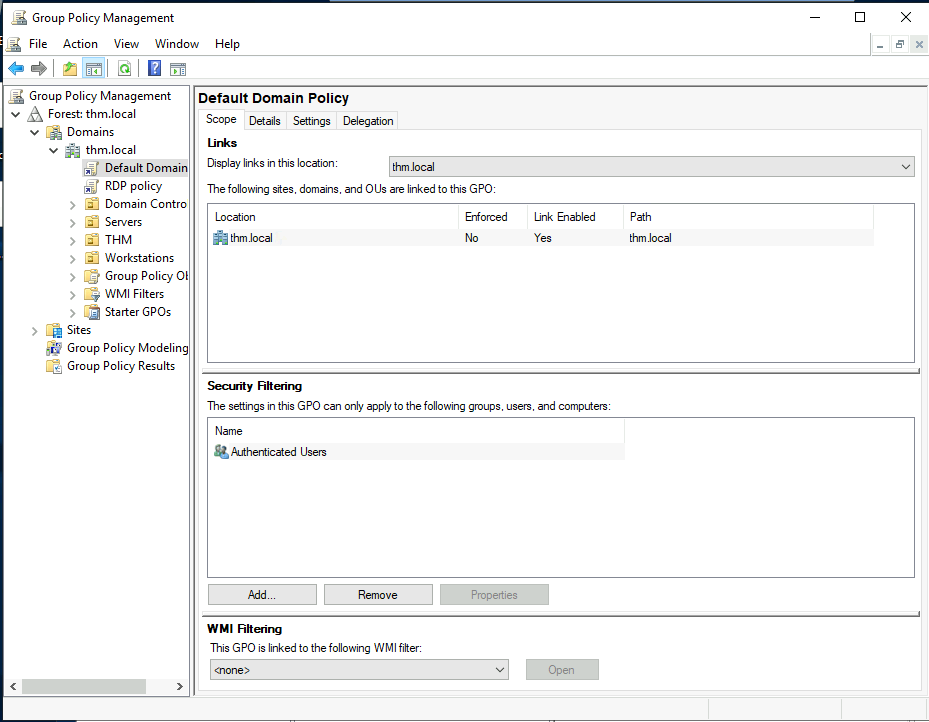 Group Policy Management
File Action View Window Help
Group Policy Management
Forest: thm.local
Domains
thm.local
Default Domain
RDP policy
Domain Contro
Servers
THM
Workstations
Group Policy Ob
WMI Filters
Starter GPOs
Sites
Group Policy Modeling
Group Policy Results
Default Domain Policy
Scope Details Settings Delegation
Links
Display links in this location: thm.local
The following sites, domains, and OUs are linked to this GPO:
Location Enforced Link Enabled Path
thm.local No Yes thm.local
Security Filtering
The settings in this GPO can only apply to the following groups, users, and computers:
Name
Authenticated Users
Add... Remove Properties
WMI Filtering
This GPO is linked to the following WMI filter:
<none> Open